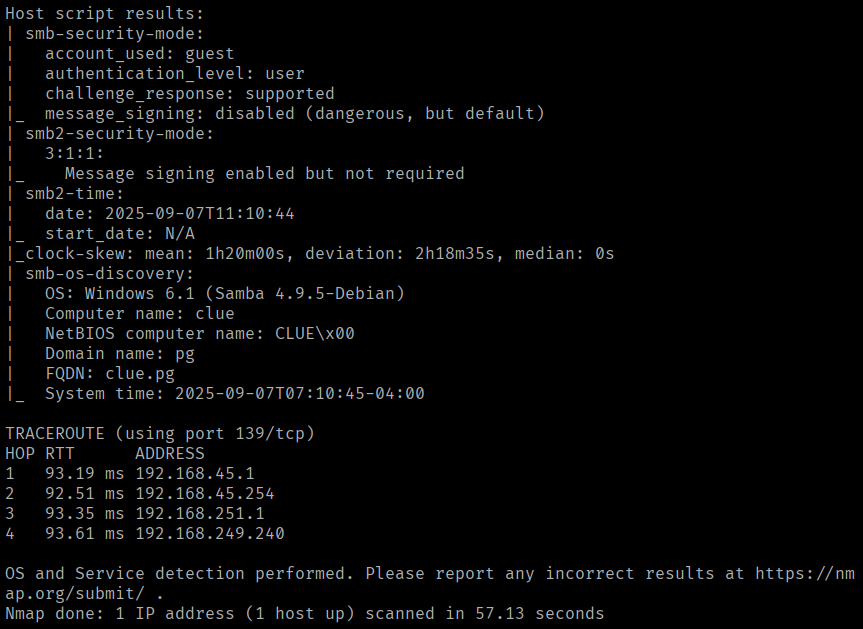 Host script results:
| smb-security-mode:
|   account_used: guest
|   authentication_level: user
|   challenge_response: supported
|_  message_signing: disabled (dangerous, but default)
| smb2-security-mode:
|   3:1:1:
|_    Message signing enabled but not required
| smb2-time:
|   date: 2025-09-07T11:10:44
|_  start_date: N/A
|_clock-skew: mean: 1h20m00s, deviation: 2h18m35s, median: 0s
| smb-os-discovery:
|   OS: Windows 6.1 (Samba 4.9.5-Debian)
|   Computer name: clue
|   NetBIOS computer name: CLUE\x00
|   Domain name: pg
|   FQDN: clue.pg
|_  System time: 2025-09-07T07:10:45-04:00

TRACEROUTE (using port 139/tcp)
HOP RTT      ADDRESS
1   93.19 ms 192.168.45.1
2   92.51 ms 192.168.45.254
3   93.35 ms 192.168.251.1
4   93.61 ms 192.168.249.240

OS and Service detection performed. Please report any incorrect results at https://nm
ap.org/submit/ .
Nmap done: 1 IP address (1 host up) scanned in 57.13 seconds